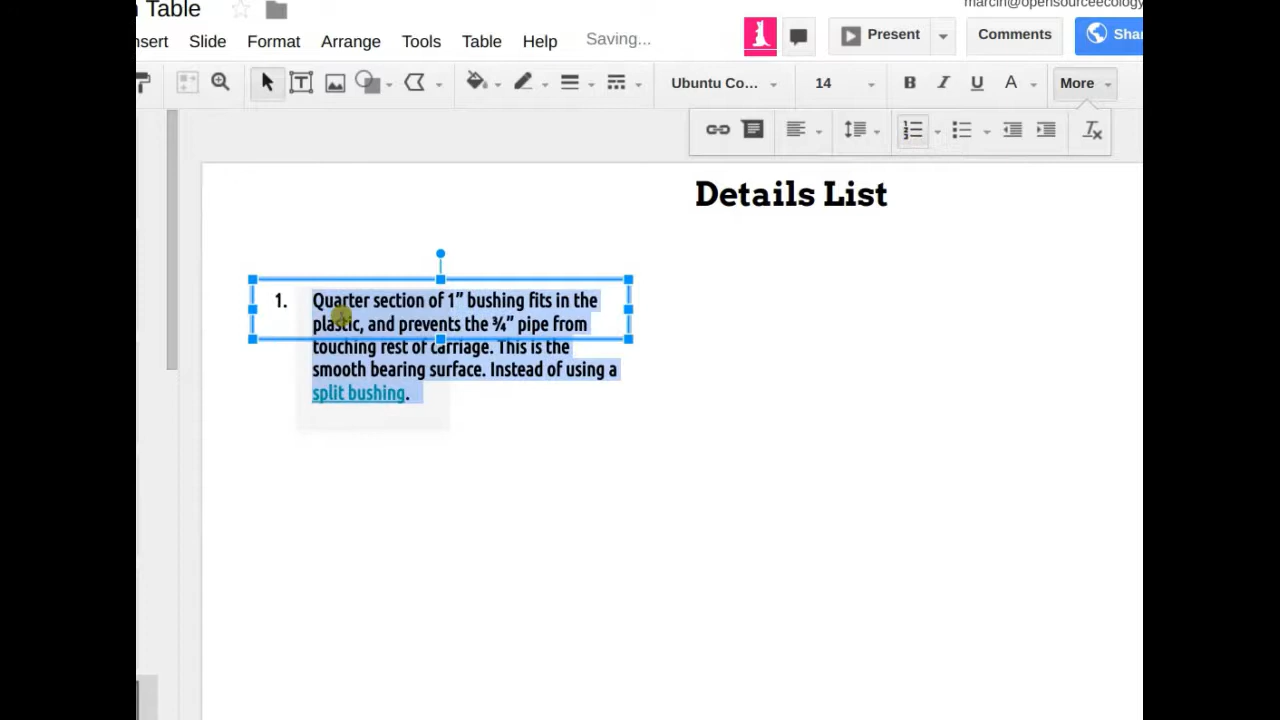 Table
marcin@opensourceecology
nsert Slide Format Arrange Tools Table Help Saving... Present Comments Shar
Ubuntu Co... 14 B I U A More
Details List
1. Quarter section of 1” bushing fits in the
plastic, and prevents the ¾” pipe from
touching rest of carriage. This is the
smooth bearing surface. Instead of using a
split bushing.